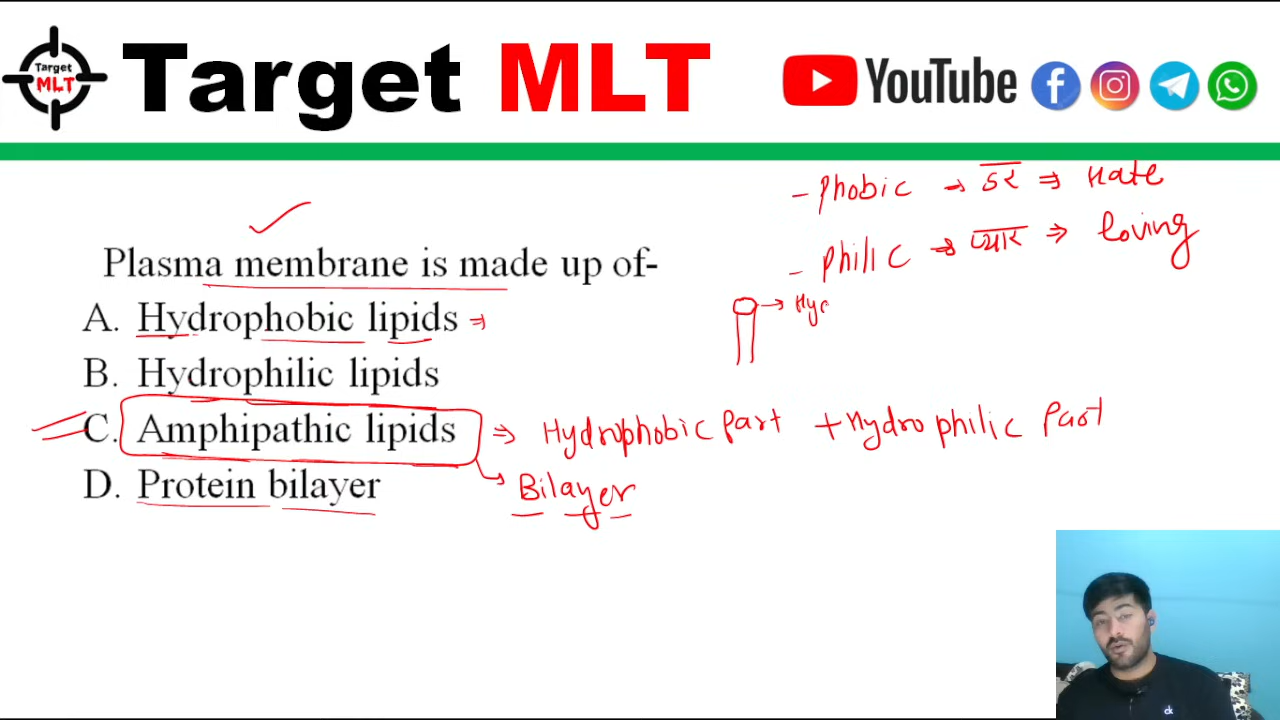 Target MLT
Target MLT YouTube
- Phobic → डर ⇒ Hate
- Philic → प्यार ⇒ loving
Plasma membrane is made up of-
→ Hyd
A. Hydrophobic lipids ⇒
B. Hydrophilic lipids
C. Amphipathic lipids ⇒ Hydrophobic Part + Hydrophilic Part
D. Protein bilayer
→ Bilayer